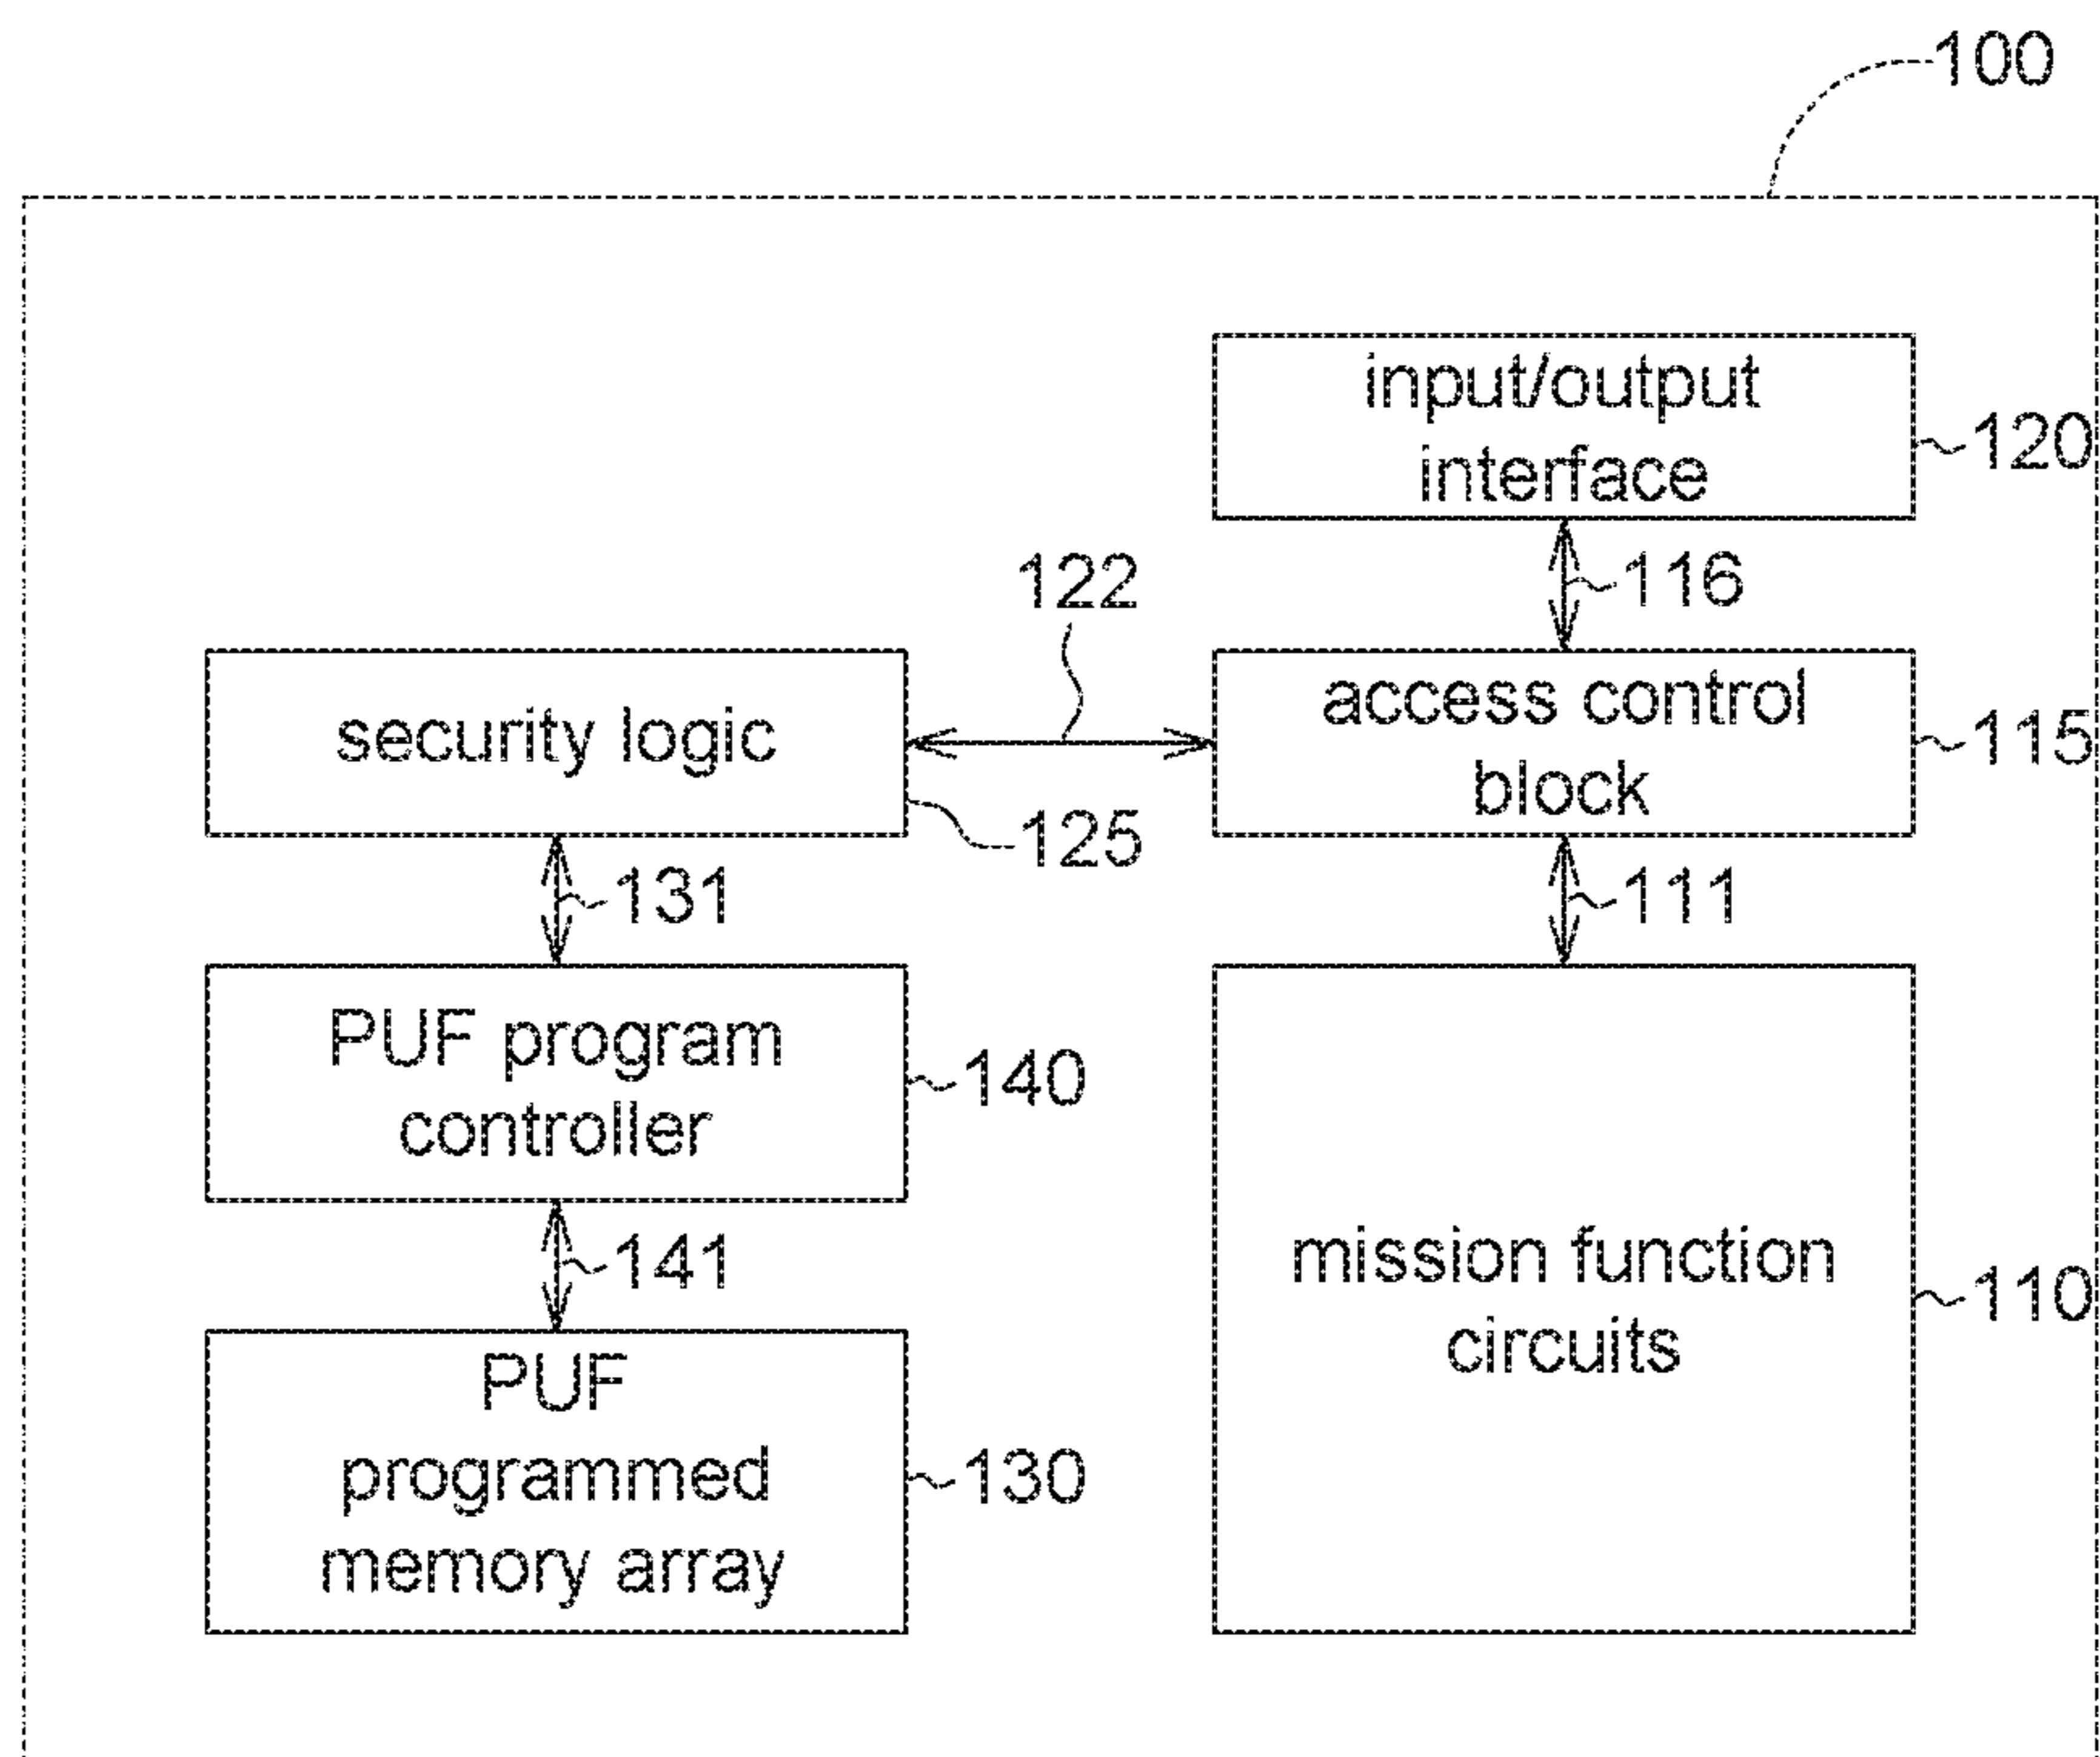 100
input/output
interface
120
116
122
security logic
access control
block
115
125
131
111
PUF program
controller
140
mission function
circuits
110
141
PUF
programmed
memory array
130